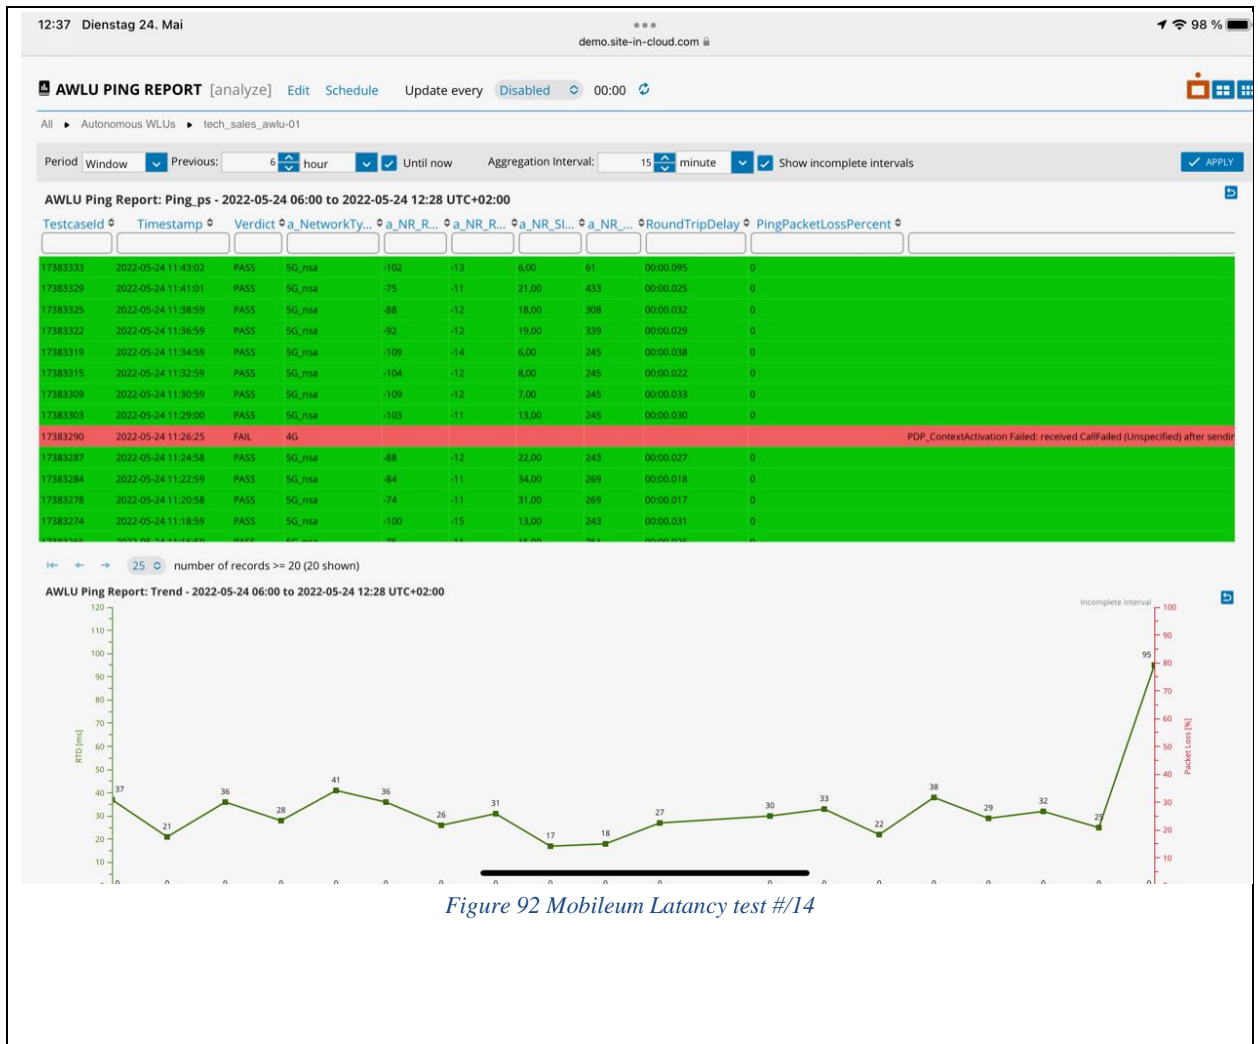 12:37 Dienstag 24. Mai
98 %
demo.site-in-cloud.com
AWLU PING REPORT [analyze] Edit Schedule Update every Disabled 00:00
All ▸ Autonomous WLUs ▸ tech_sales_awlu-01
Period Window Previous: 6 hour Until now Aggregation Interval: 15 minute Show incomplete intervals APPLY
AWLU Ping Report: Ping_ps - 2022-05-24 06:00 to 2022-05-24 12:28 UTC+02:00
TestcaseId Timestamp Verdict a_NetworkTy... a_NR_R... a_NR_R... a_NR_SI... a_NR_... RoundTripDelay PingPacketLossPercent
17383333 2022-05-24 11:43:02 PASS 5G_nsa -102 -13 6,00 61 00:00.095 0
17383329 2022-05-24 11:41:01 PASS 5G_nsa -75 -11 21,00 433 00:00.025 0
17383325 2022-05-24 11:38:59 PASS 5G_nsa -88 -12 18,00 308 00:00.032 0
17383322 2022-05-24 11:36:59 PASS 5G_nsa -92 -12 19,00 339 00:00.029 0
17383319 2022-05-24 11:34:59 PASS 5G_nsa -109 -14 6,00 245 00:00.038 0
17383315 2022-05-24 11:32:59 PASS 5G_nsa -104 -12 8,00 245 00:00.022 0
17383309 2022-05-24 11:30:59 PASS 5G_nsa -109 -12 7,00 245 00:00.033 0
17383303 2022-05-24 11:29:00 PASS 5G_nsa -103 -11 13,00 245 00:00.030 0
17383290 2022-05-24 11:26:25 FAIL 4G PDP_ContextActivation Failed: received CallFailed (Unspecified) after sendir
17383287 2022-05-24 11:24:58 PASS 5G_nsa -88 -12 22,00 243 00:00.027 0
17383284 2022-05-24 11:22:59 PASS 5G_nsa -84 -11 34,00 269 00:00.018 0
17383278 2022-05-24 11:20:58 PASS 5G_nsa -74 -11 31,00 269 00:00.017 0
17383274 2022-05-24 11:18:59 PASS 5G_nsa -100 -15 13,00 243 00:00.031 0
25 number of records >= 20 (20 shown)
AWLU Ping Report: Trend - 2022-05-24 06:00 to 2022-05-24 12:28 UTC+02:00
Incomplete Interval
120
110
100
90
80
70
60
50
40
30
20
10
RTD [ms]
37 21 36 28 41 36 26 31 17 18 27 30 33 22 38 29 32 25 95
100
90
80
70
60
50
40
30
20
10
Packet Loss [%]
Figure 92 Mobileum Latancy test #/14